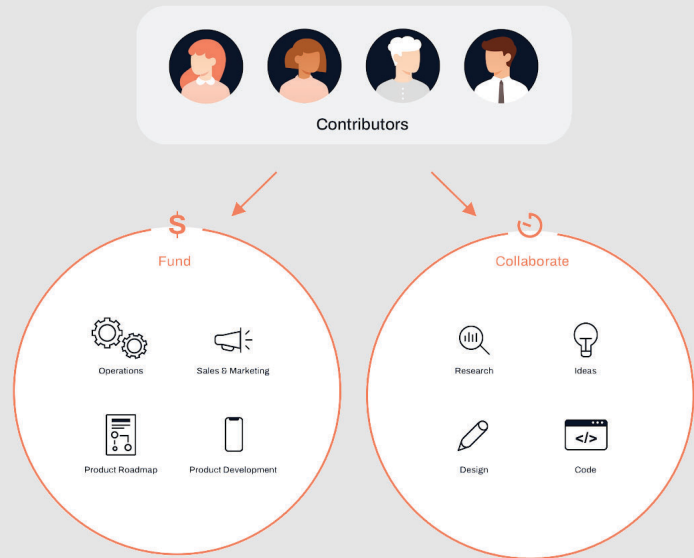 Contributors
$
Fund
Collaborate
Operations
Sales & Marketing
Research
Ideas
</>
Product Roadmap
Product Development
Design
Code